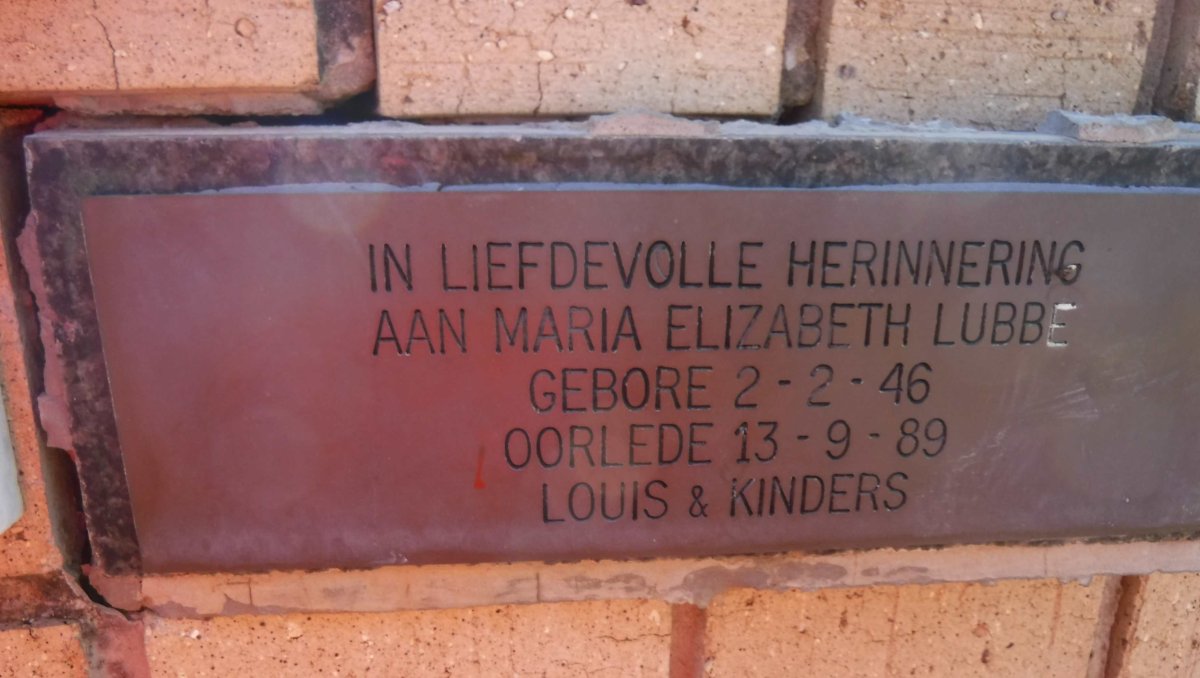 IN LIEFDEVOLLE HERINNERING
AAN MARIA ELIZABETH LUBBE
GEBORE 2 - 2 - 46
OORLEDE 13 - 9 - 89
LOUIS & KINDERS